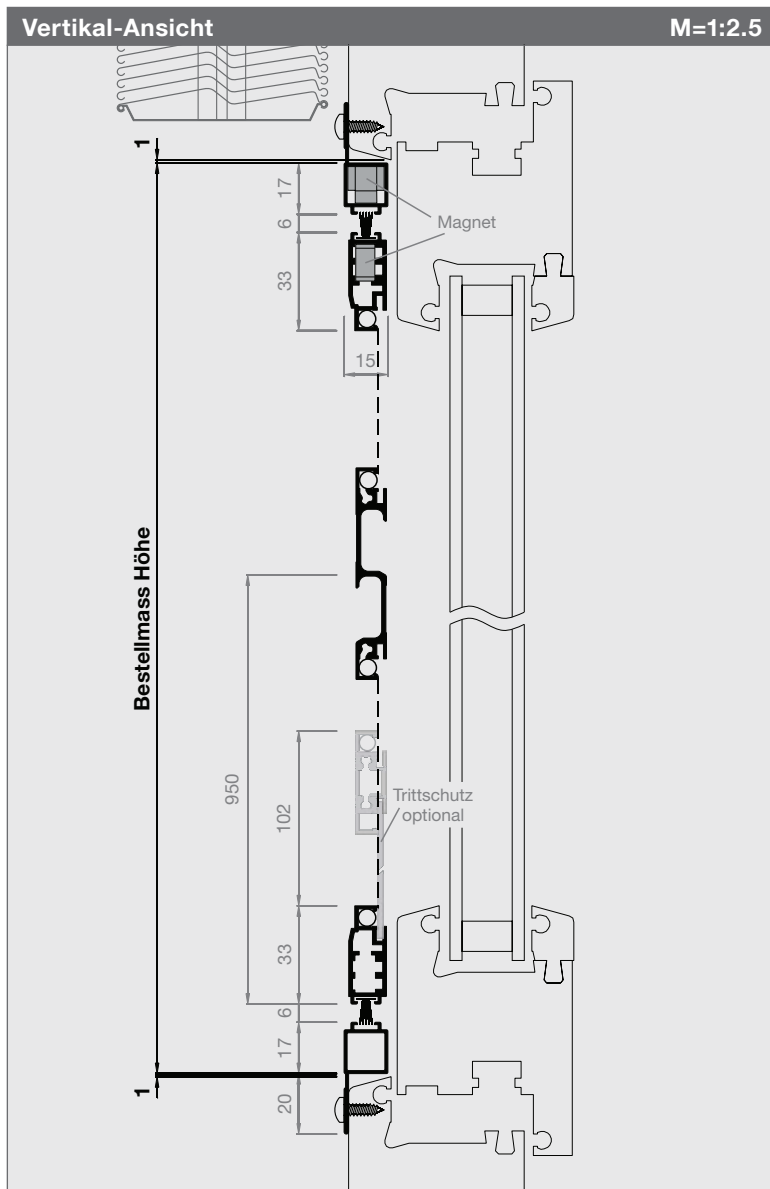 Vertikal-Ansicht M=1:2.5
1
17
6
33
Magnet
15
Bestellmass Höhe
950
102
Trittschutz
optional
33
6
17
1
20